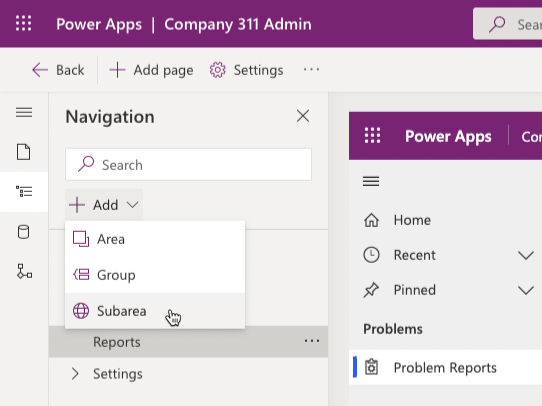 Power Apps | Company 311 Admin
Sear
Back
Add page
Settings
Navigation
Search
Add
Area
Group
Subarea
Reports
Settings
Power Apps
Home
Recent
Pinned
Problems
Problem Reports